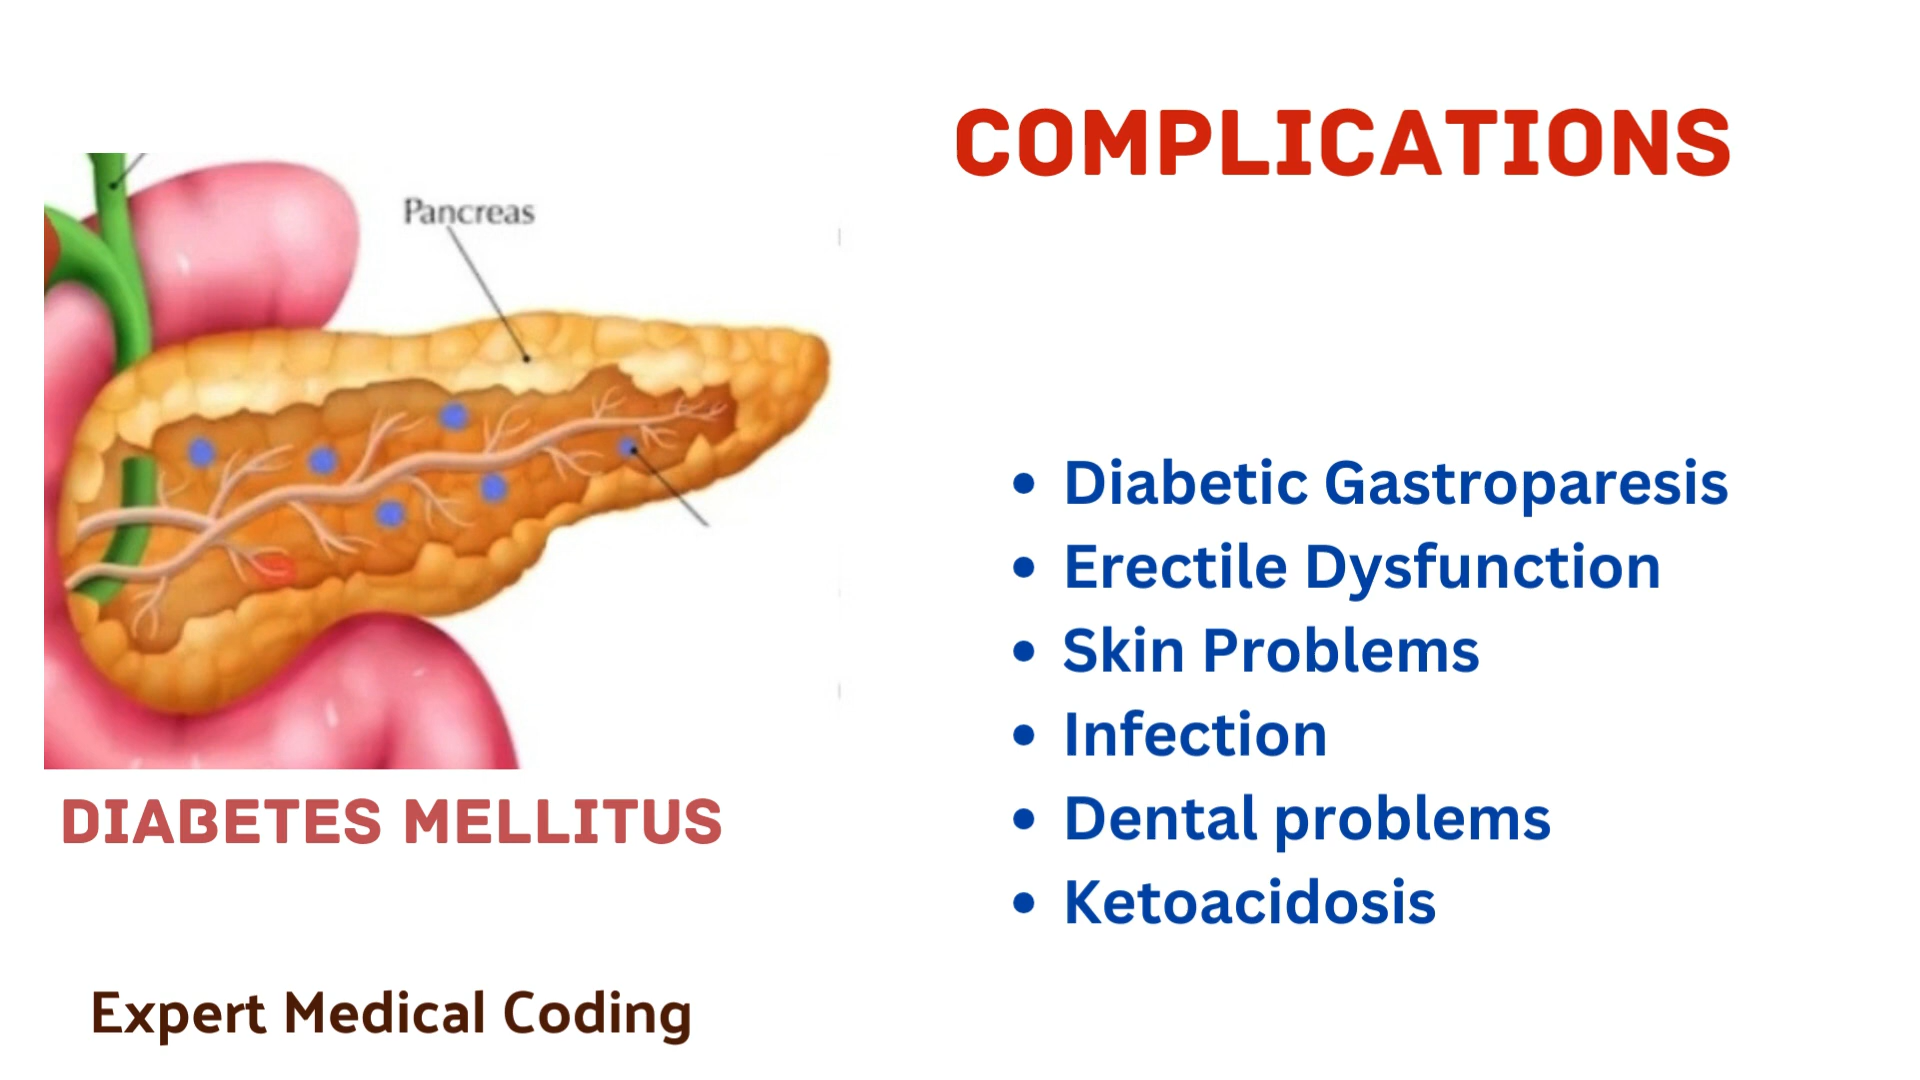 Pancreas
DIABETES MELLITUS
Expert Medical Coding
COMPLICATIONS
• Diabetic Gastroparesis
• Erectile Dysfunction
• Skin Problems
• Infection
• Dental problems
• Ketoacidosis